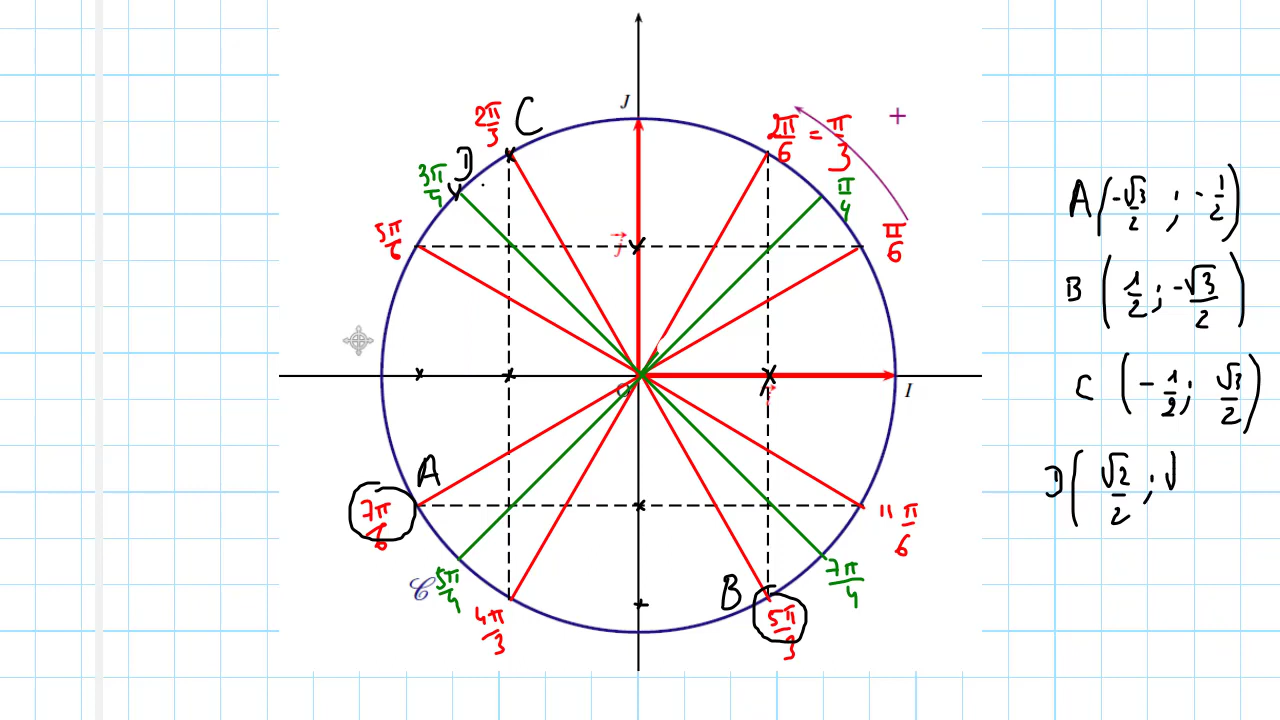 J
C
2π/3
2π/6 = π/3
+
D
3π/4
π/4
5π/6
j
π/6
A(-√3/2 ; -1/2)
B (1/2 ; -√3/2)
O
I
C (-1/2 ; √3/2)
A
D( √2/2 ; √
7π/6
11π/6
𝒞
5π/4
7π/4
B
4π/3
5π/3